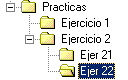 Practicas
Ejercicio 1
Ejercicio 2
Ejer 21
Ejer 22